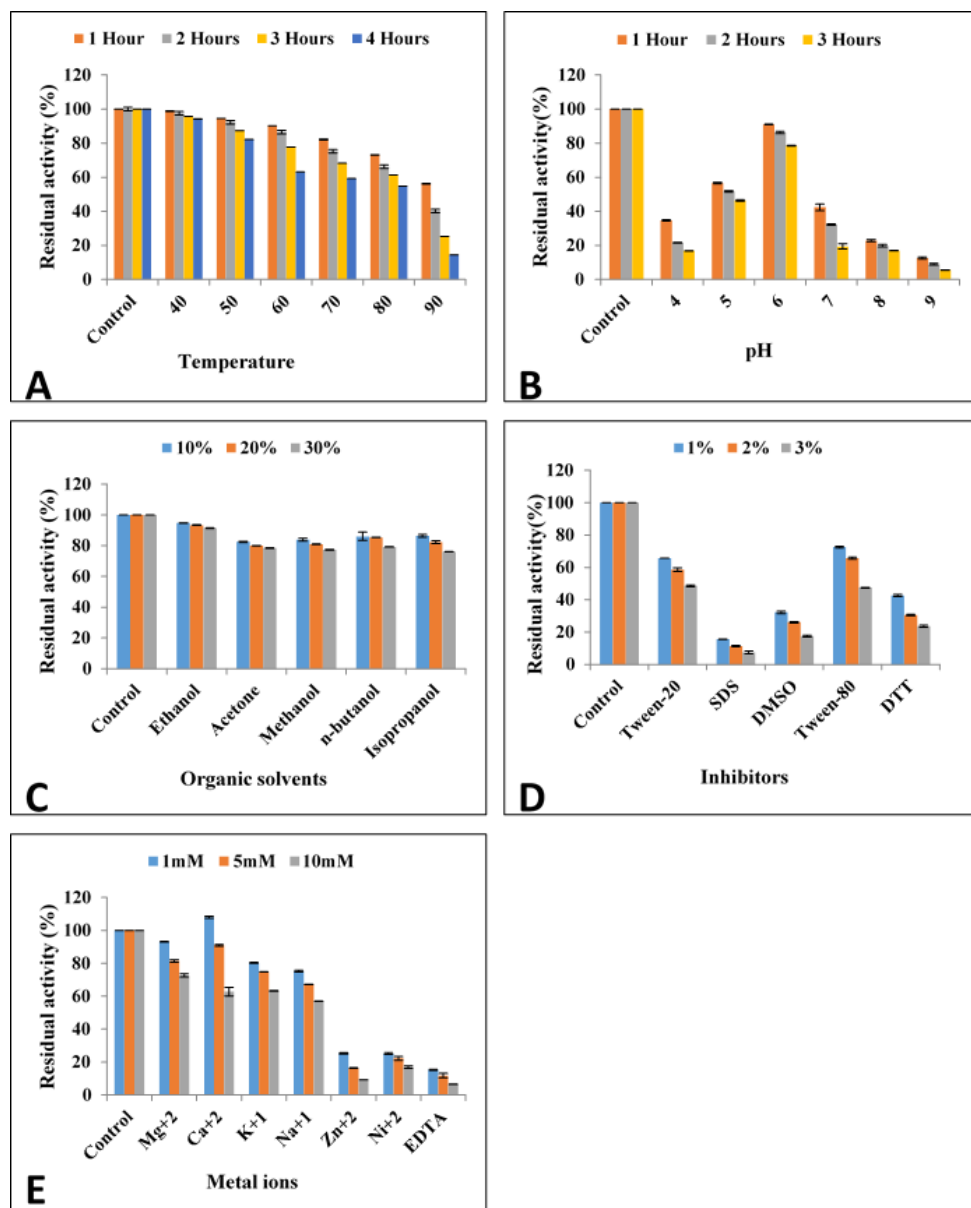 1 Hour 2 Hours 3 Hours 4 Hours
120
100
80
60
40
20
0
Residual activity (%)
Control 40 50 60 70 80 90
Temperature
A
1 Hour 2 Hours 3 Hours
120
100
80
60
40
20
0
Residual activity(%)
Control 4 5 6 7 8 9
pH
B
10% 20% 30%
120
100
80
60
40
20
0
Residual activity (%)
Control Ethanol Acetone Methanol n-butanol Isopropanol
Organic solvents
C
1% 2% 3%
120
100
80
60
40
20
0
Residual activity(%)
Control Tween-20 SDS DMSO Tween-80 DTT
Inhibitors
D
1mM 5mM 10mM
120
100
80
60
40
20
0
Residual activity (%)
Control Mg+2 Ca+2 K+1 Na+1 Zn+2 Ni+2 EDTA
Metal ions
E